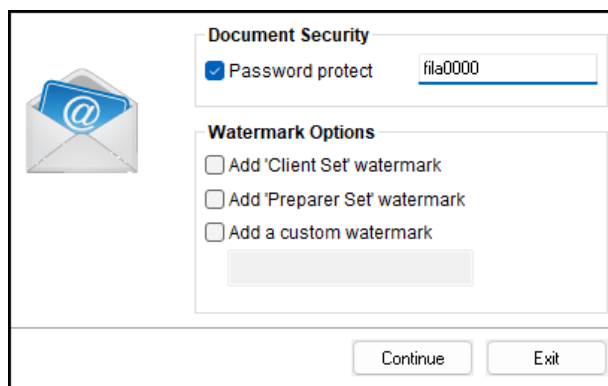 Document Security
Password protect
fila0000
Watermark Options
Add 'Client Set' watermark
Add 'Preparer Set' watermark
Add a custom watermark
Continue
Exit
@